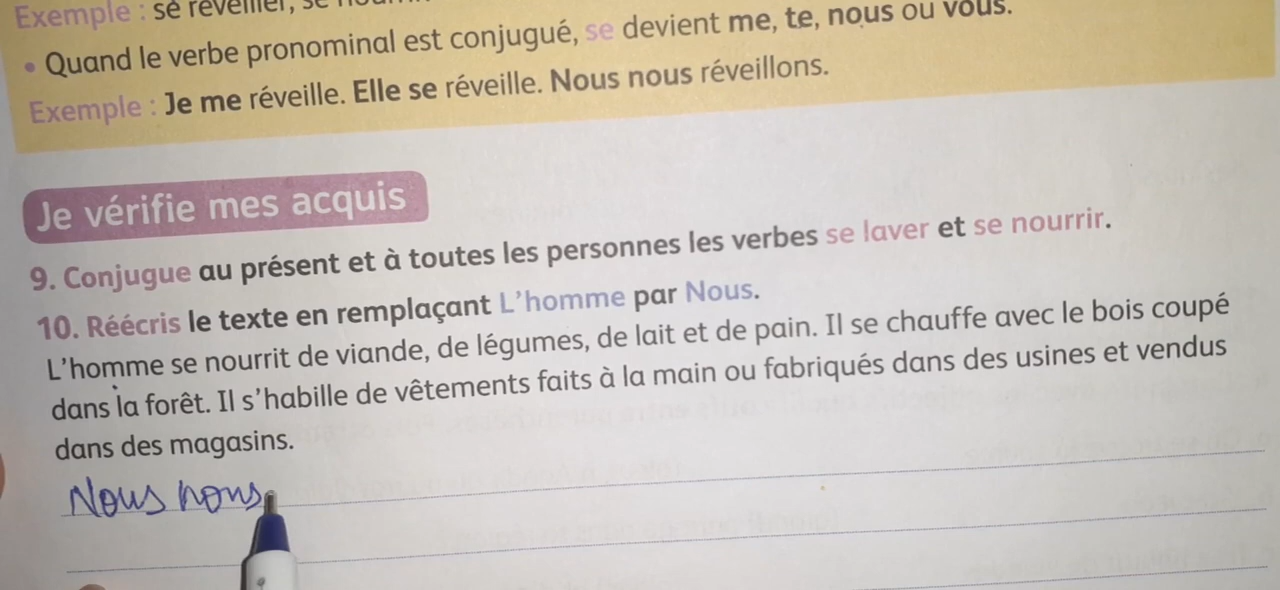 Exemple : se réveiller, se
• Quand le verbe pronominal est conjugué, se devient me, te, nous ou vous.
Exemple : Je me réveille. Elle se réveille. Nous nous réveillons.
Je vérifie mes acquis
9. Conjugue au présent et à toutes les personnes les verbes se laver et se nourrir.
10. Réécris le texte en remplaçant L'homme par Nous.
L'homme se nourrit de viande, de légumes, de lait et de pain. Il se chauffe avec le bois coupé
dans la forêt. Il s'habille de vêtements faits à la main ou fabriqués dans des usines et vendus
dans des magasins.
Nous nous